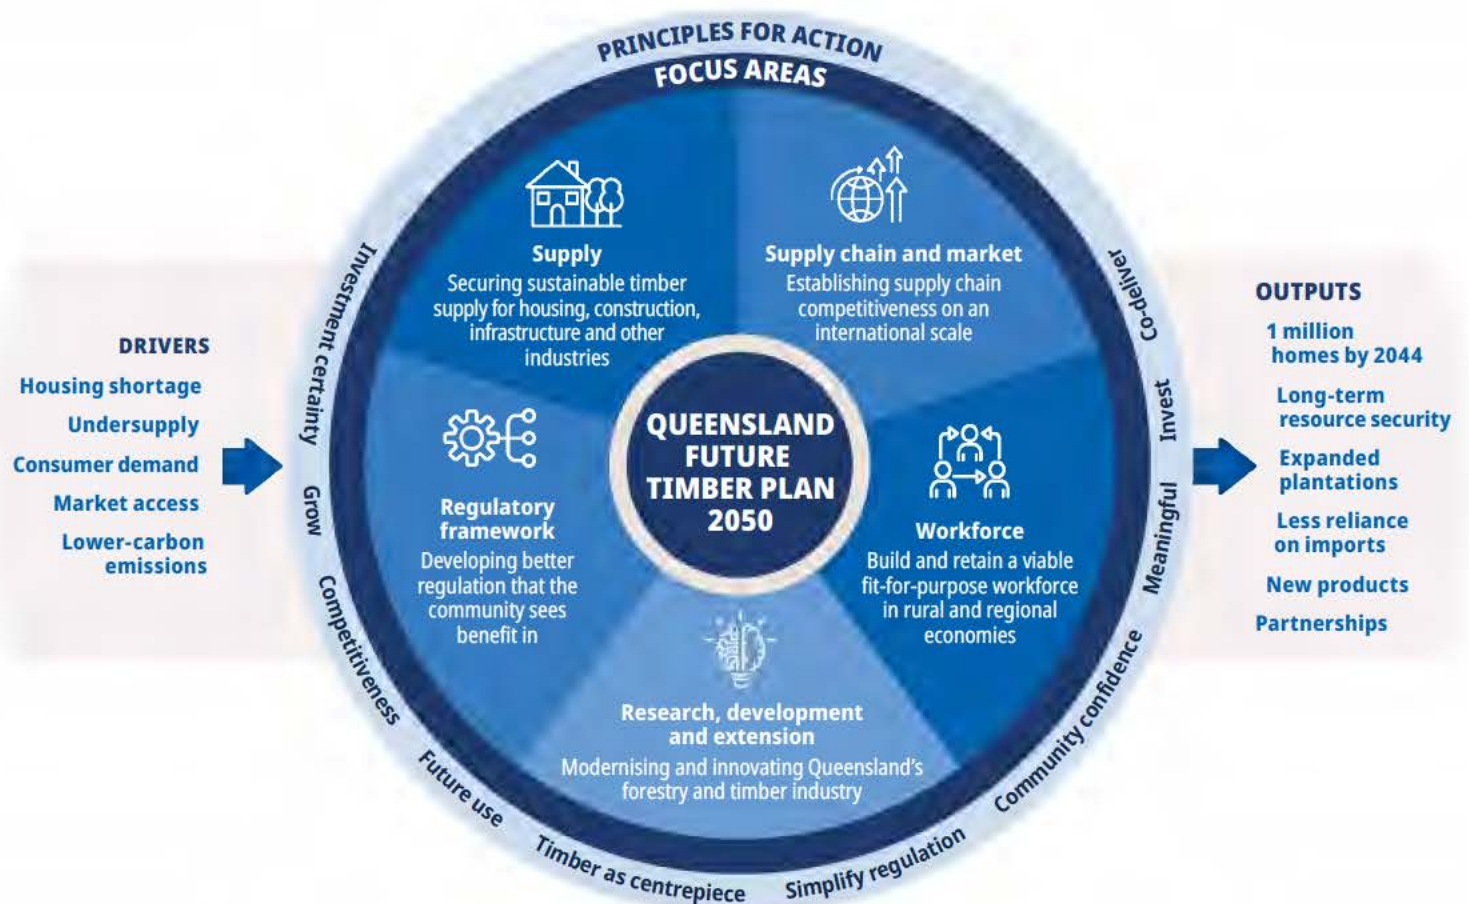 PRINCIPLES FOR ACTION
FOCUS AREAS
DRIVERS
Housing shortage
Undersupply
Consumer demand
Market access
Lower-carbon
emissions
Investment certainty
Grow
Competitiveness
Future use
Timber as centrepiece
Simplify regulation
Community confidence
Meaningful
Invest
Co-deliver
Supply
Securing sustainable timber
supply for housing, construction,
infrastructure and other
industries
Supply chain and market
Establishing supply chain
competitiveness on an
international scale
Regulatory
framework
Developing better
regulation that the
community sees
benefit in
QUEENSLAND
FUTURE
TIMBER PLAN
2050
Workforce
Build and retain a viable
fit-for-purpose workforce
in rural and regional
economies
Research, development
and extension
Modernising and innovating Queensland's
forestry and timber industry
OUTPUTS
1 million
homes by 2044
Long-term
resource security
Expanded
plantations
Less reliance
on imports
New products
Partnerships